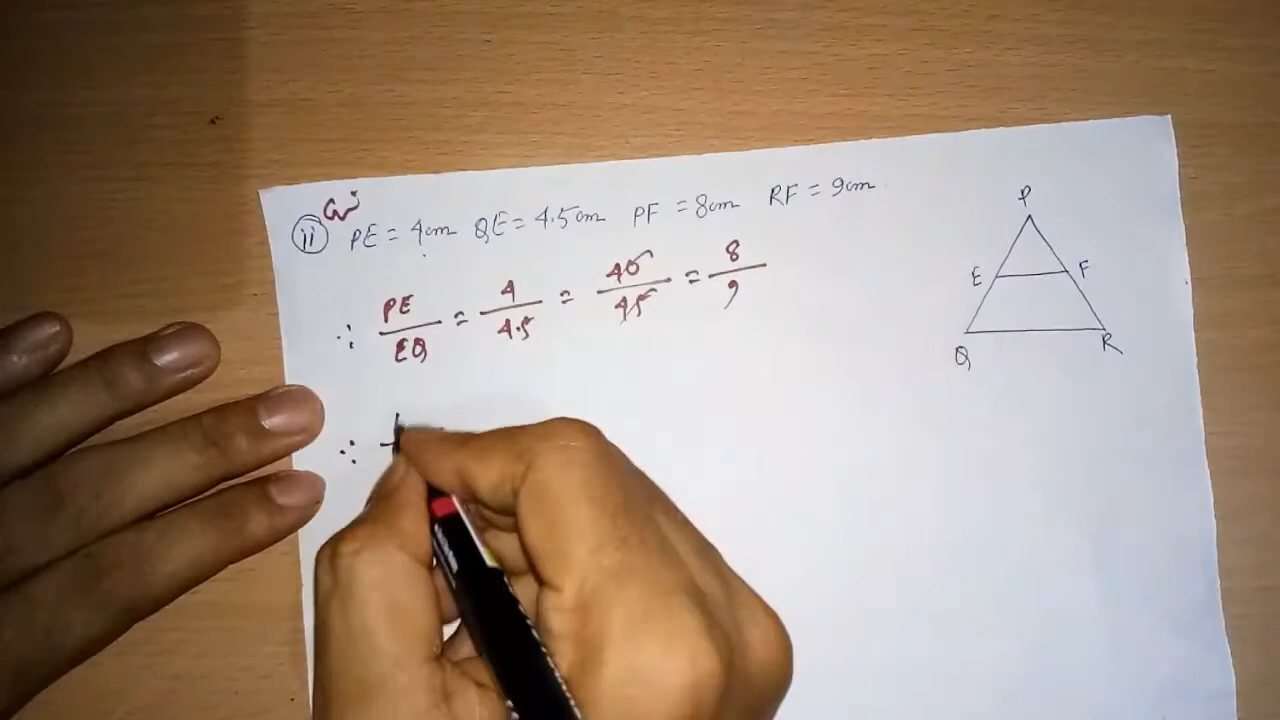 ii PE = 4cm QE = 4.5cm PF = 8cm RF = 9cm
∵ PE/EQ = 4/4.5 = 40/45 = 8/9
∵
P
E F
Q R